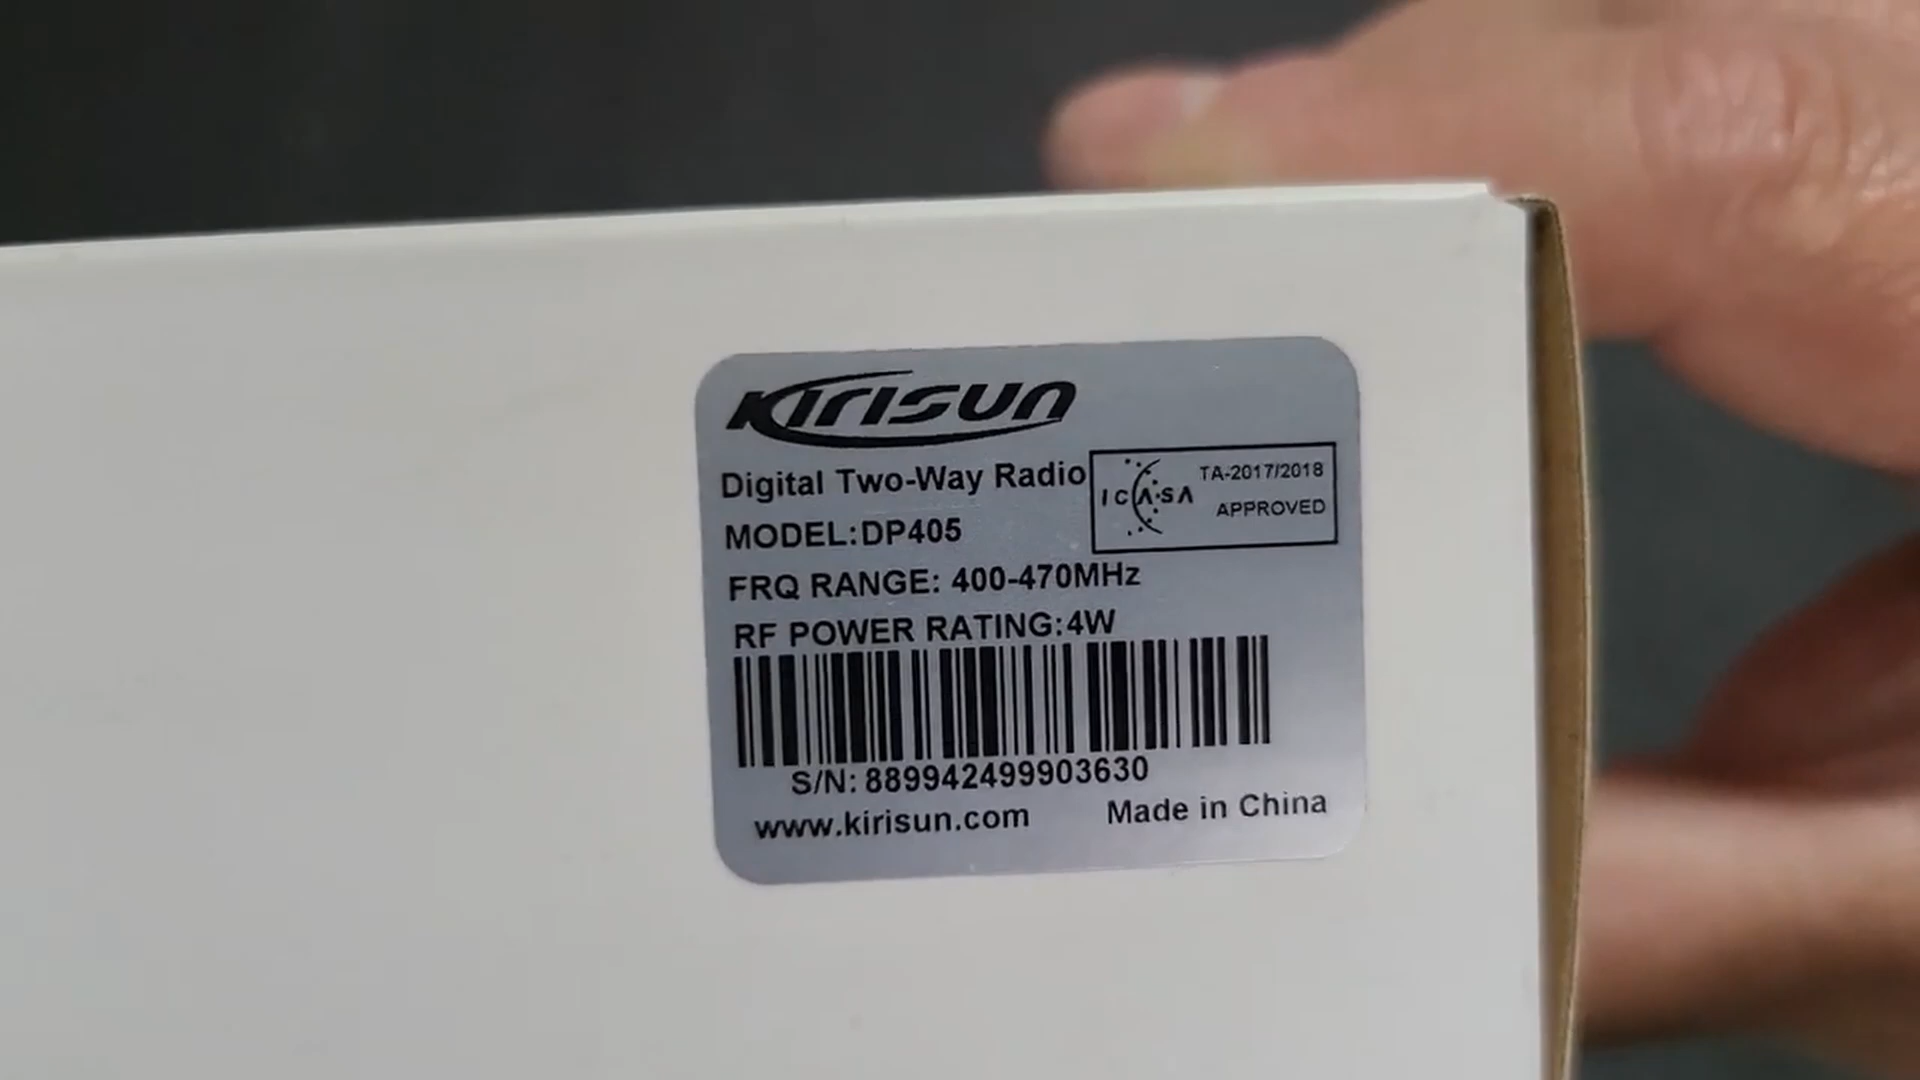 KIRISUN
Digital Two-Way Radio
ICASA
TA-2017/2018
APPROVED
MODEL:DP405
FRQ RANGE: 400-470MHz
RF POWER RATING:4W
S/N: 889942499903630
www.kirisun.com
Made in China